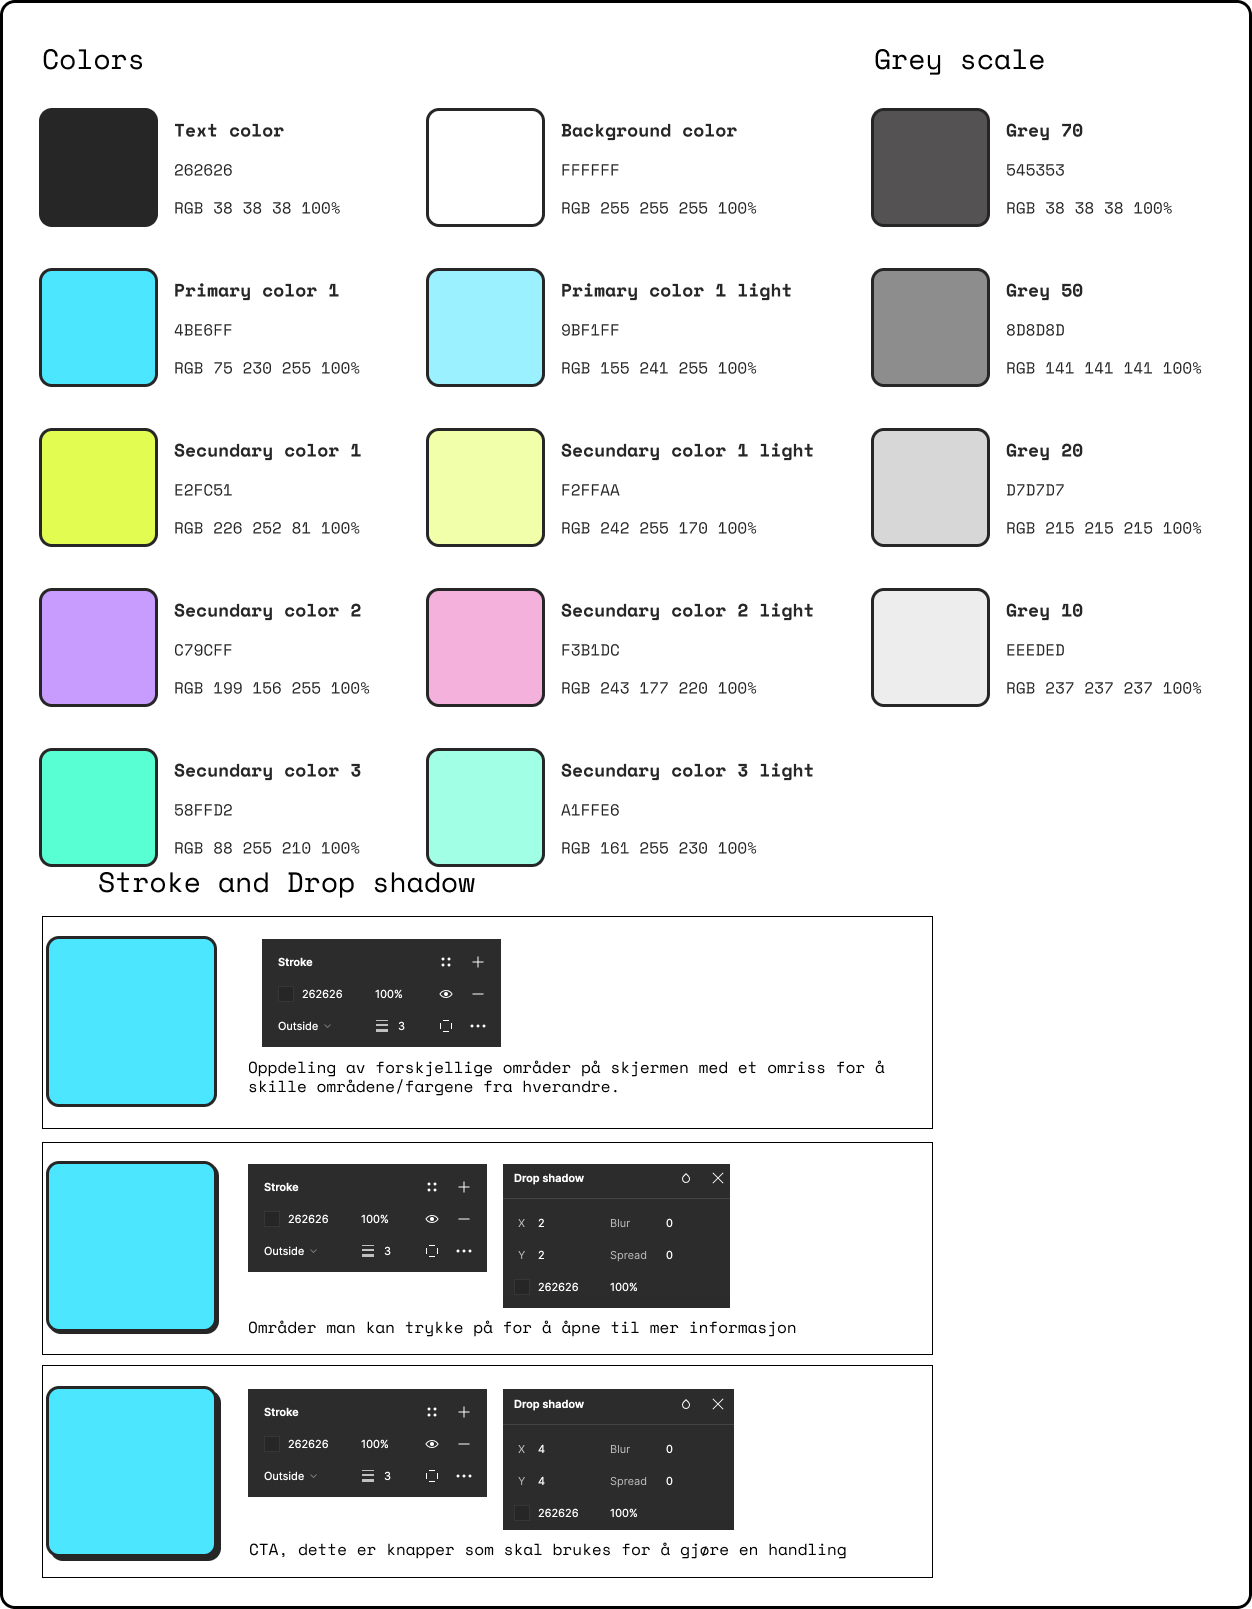 Colors
Text color
262626
RGB 38 38 38 100%
Background color
FFFFFF
RGB 255 255 255 100%
Primary color 1
4BE6FF
RGB 75 230 255 100%
Primary color 1 light
9BF1FF
RGB 155 241 255 100%
Secundary color 1
E2FC51
RGB 226 252 81 100%
Secundary color 1 light
F2FFAA
RGB 242 255 170 100%
Secundary color 2
C79CFF
RGB 199 156 255 100%
Secundary color 2 light
F3B1DC
RGB 243 177 220 100%
Secundary color 3
58FFD2
RGB 88 255 210 100%
Secundary color 3 light
A1FFE6
RGB 161 255 230 100%
Grey scale
Grey 70
545353
RGB 38 38 38 100%
Grey 50
8D8D8D
RGB 141 141 141 100%
Grey 20
D7D7D7
RGB 215 215 215 100%
Grey 10
EEEDED
RGB 237 237 237 100%
Stroke and Drop shadow
Stroke
262626 100%
Outside 3
Oppdeling av forskjellige områder på skjermen med et omriss for å
skille områdene/fargene fra hverandre.
Stroke
262626 100%
Outside 3
Drop shadow
X 2 Blur 0
Y 2 Spread 0
262626 100%
Områder man kan trykke på for å åpne til mer informasjon
Stroke
262626 100%
Outside 3
Drop shadow
X 4 Blur 0
Y 4 Spread 0
262626 100%
CTA, dette er knapper som skal brukes for å gjøre en handling